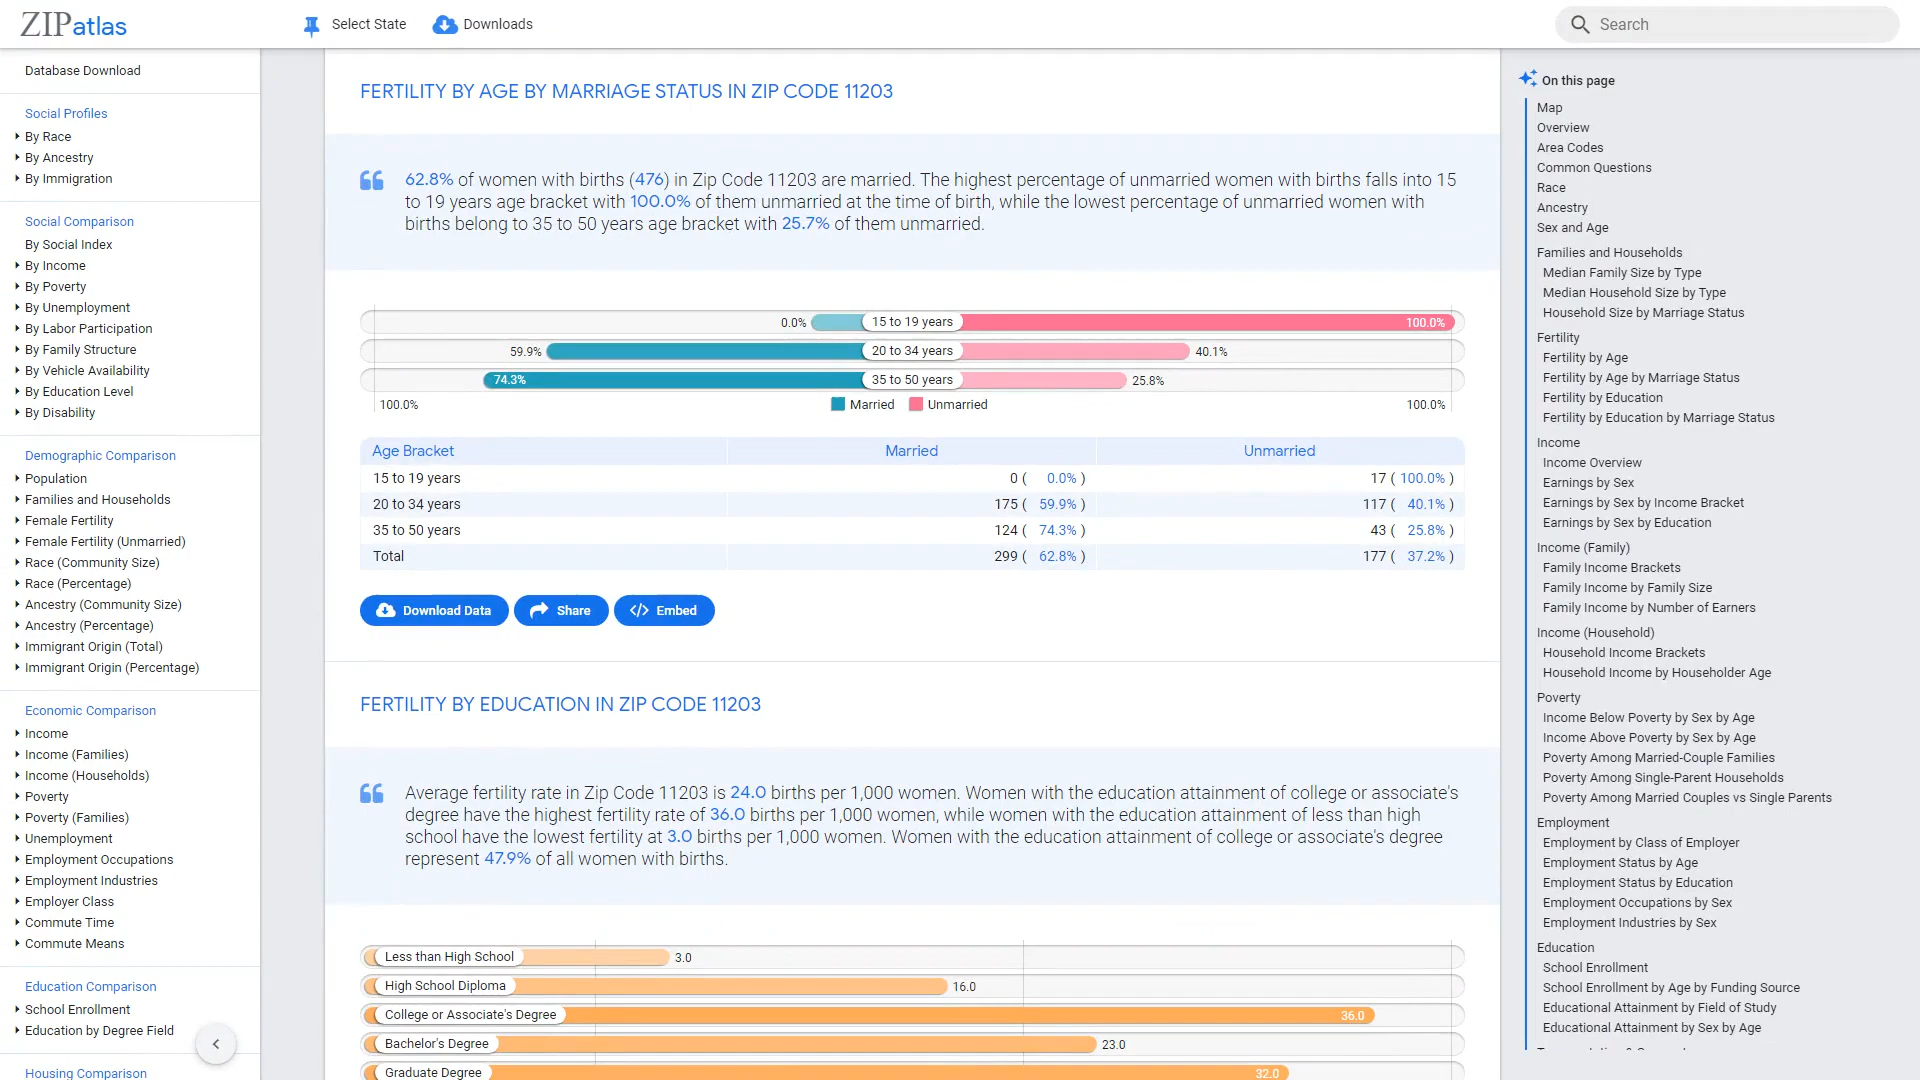 ZIPatlas
Select State
Downloads
Search
Database Download
Social Profiles
By Race
By Ancestry
By Immigration
Social Comparison
By Social Index
By Income
By Poverty
By Unemployment
By Labor Participation
By Family Structure
By Vehicle Availability
By Education Level
By Disability
Demographic Comparison
Population
Families and Households
Female Fertility
Female Fertility (Unmarried)
Race (Community Size)
Race (Percentage)
Ancestry (Community Size)
Ancestry (Percentage)
Immigrant Origin (Total)
Immigrant Origin (Percentage)
Economic Comparison
Income
Income (Families)
Income (Households)
Poverty
Poverty (Families)
Unemployment
Employment Occupations
Employment Industries
Employer Class
Commute Time
Commute Means
Education Comparison
School Enrollment
Education by Degree Field
Housing Comparison
FERTILITY BY AGE BY MARRIAGE STATUS IN ZIP CODE 11203
62.8% of women with births (476) in Zip Code 11203 are married. The highest percentage of unmarried women with births falls into 15
to 19 years age bracket with 100.0% of them unmarried at the time of birth, while the lowest percentage of unmarried women with
births belong to 35 to 50 years age bracket with 25.7% of them unmarried.
0.0% 15 to 19 years 100.0%
59.9% 20 to 34 years 40.1%
74.3% 35 to 50 years 25.8%
100.0% Married Unmarried 100.0%
Age Bracket Married Unmarried
15 to 19 years 0 ( 0.0% ) 17 ( 100.0% )
20 to 34 years 175 ( 59.9% ) 117 ( 40.1% )
35 to 50 years 124 ( 74.3% ) 43 ( 25.8% )
Total 299 ( 62.8% ) 177 ( 37.2% )
Download Data
Share
Embed
FERTILITY BY EDUCATION IN ZIP CODE 11203
Average fertility rate in Zip Code 11203 is 24.0 births per 1,000 women. Women with the education attainment of college or associate's
degree have the highest fertility rate of 36.0 births per 1,000 women, while women with the education attainment of less than high
school have the lowest fertility at 3.0 births per 1,000 women. Women with the education attainment of college or associate's degree
represent 47.9% of all women with births.
Less than High School 3.0
High School Diploma 16.0
College or Associate's Degree 36.0
Bachelor's Degree 23.0
Graduate Degree 32.0
On this page
Map
Overview
Area Codes
Common Questions
Race
Ancestry
Sex and Age
Families and Households
Median Family Size by Type
Median Household Size by Type
Household Size by Marriage Status
Fertility
Fertility by Age
Fertility by Age by Marriage Status
Fertility by Education
Fertility by Education by Marriage Status
Income
Income Overview
Earnings by Sex
Earnings by Sex by Income Bracket
Earnings by Sex by Education
Income (Family)
Family Income Brackets
Family Income by Family Size
Family Income by Number of Earners
Income (Household)
Household Income Brackets
Household Income by Householder Age
Poverty
Income Below Poverty by Sex by Age
Income Above Poverty by Sex by Age
Poverty Among Married-Couple Families
Poverty Among Single-Parent Households
Poverty Among Married Couples vs Single Parents
Employment
Employment by Class of Employer
Employment Status by Age
Employment Status by Education
Employment Occupations by Sex
Employment Industries by Sex
Education
School Enrollment
School Enrollment by Age by Funding Source
Educational Attainment by Field of Study
Educational Attainment by Sex by Age